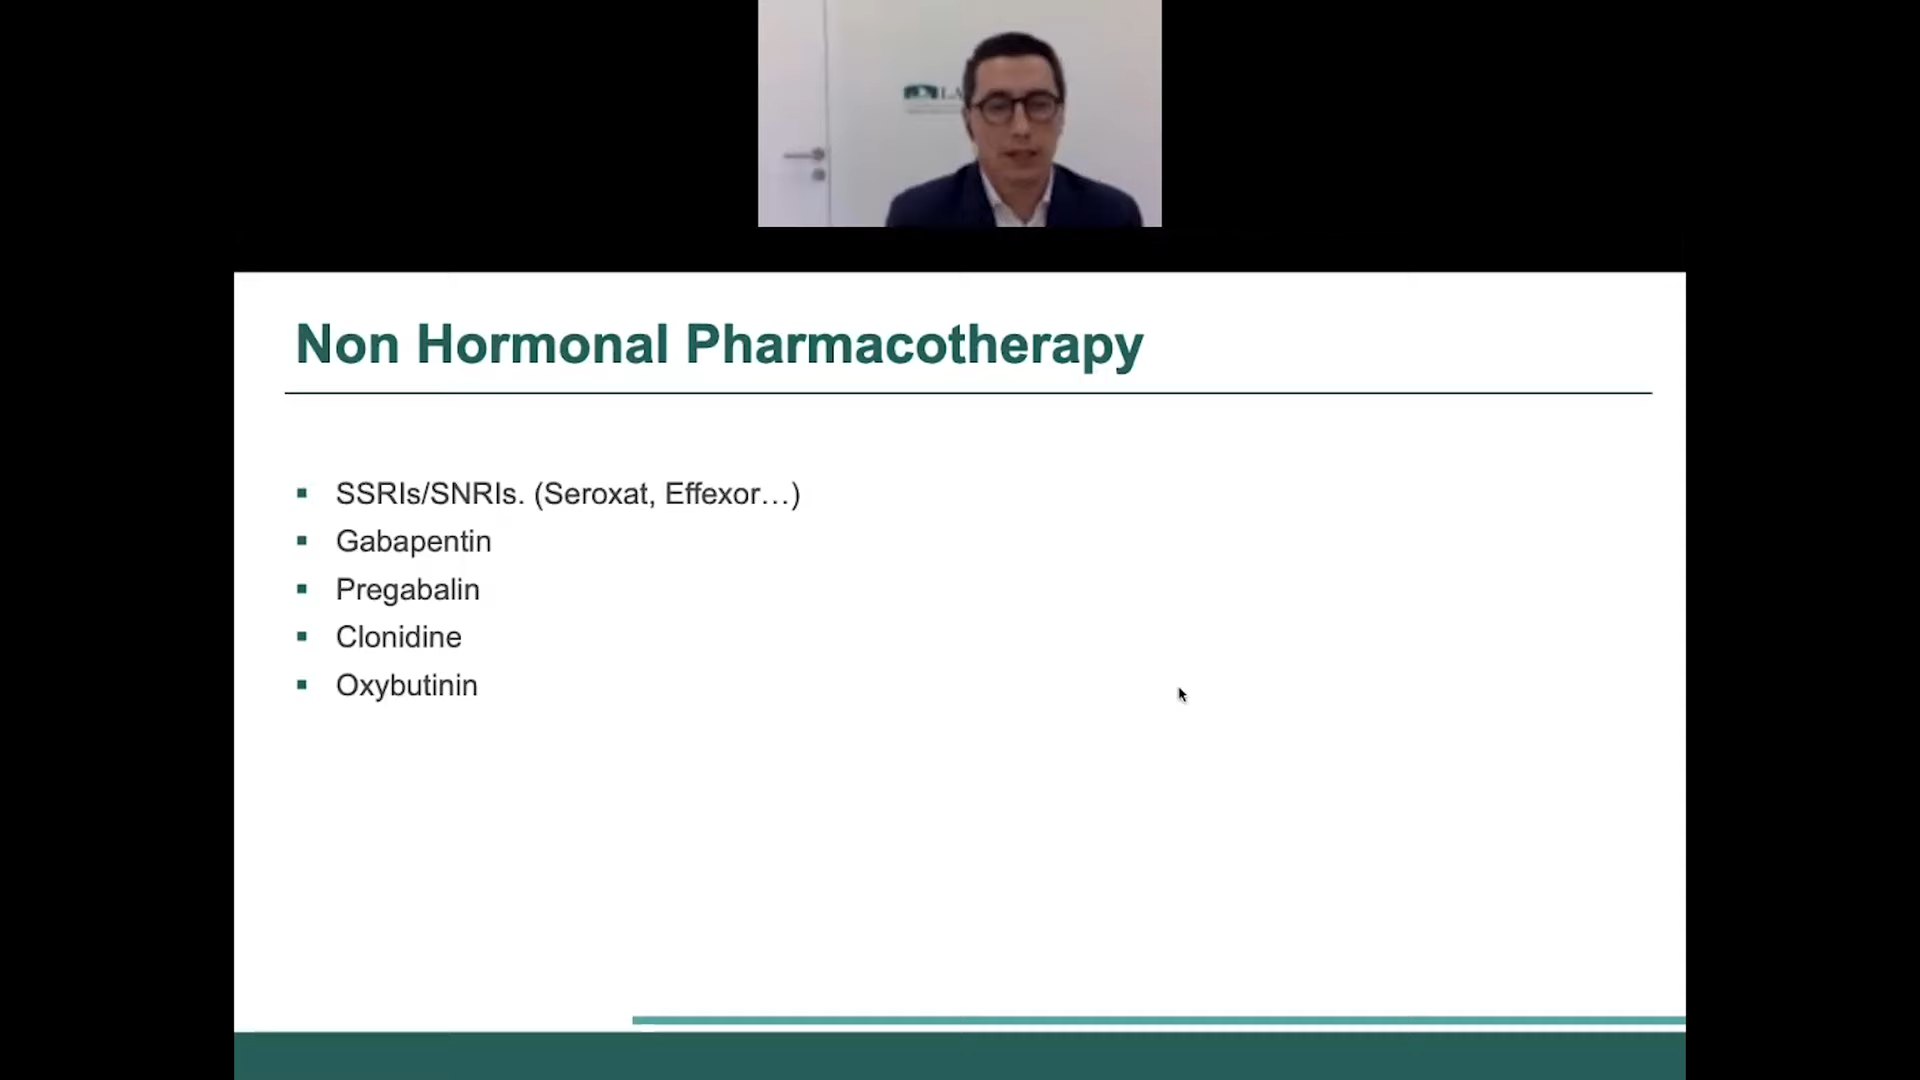 Non Hormonal Pharmacotherapy
SSRIs/SNRIs. (Seroxat, Effexor…)
Gabapentin
Pregabalin
Clonidine
Oxybutinin